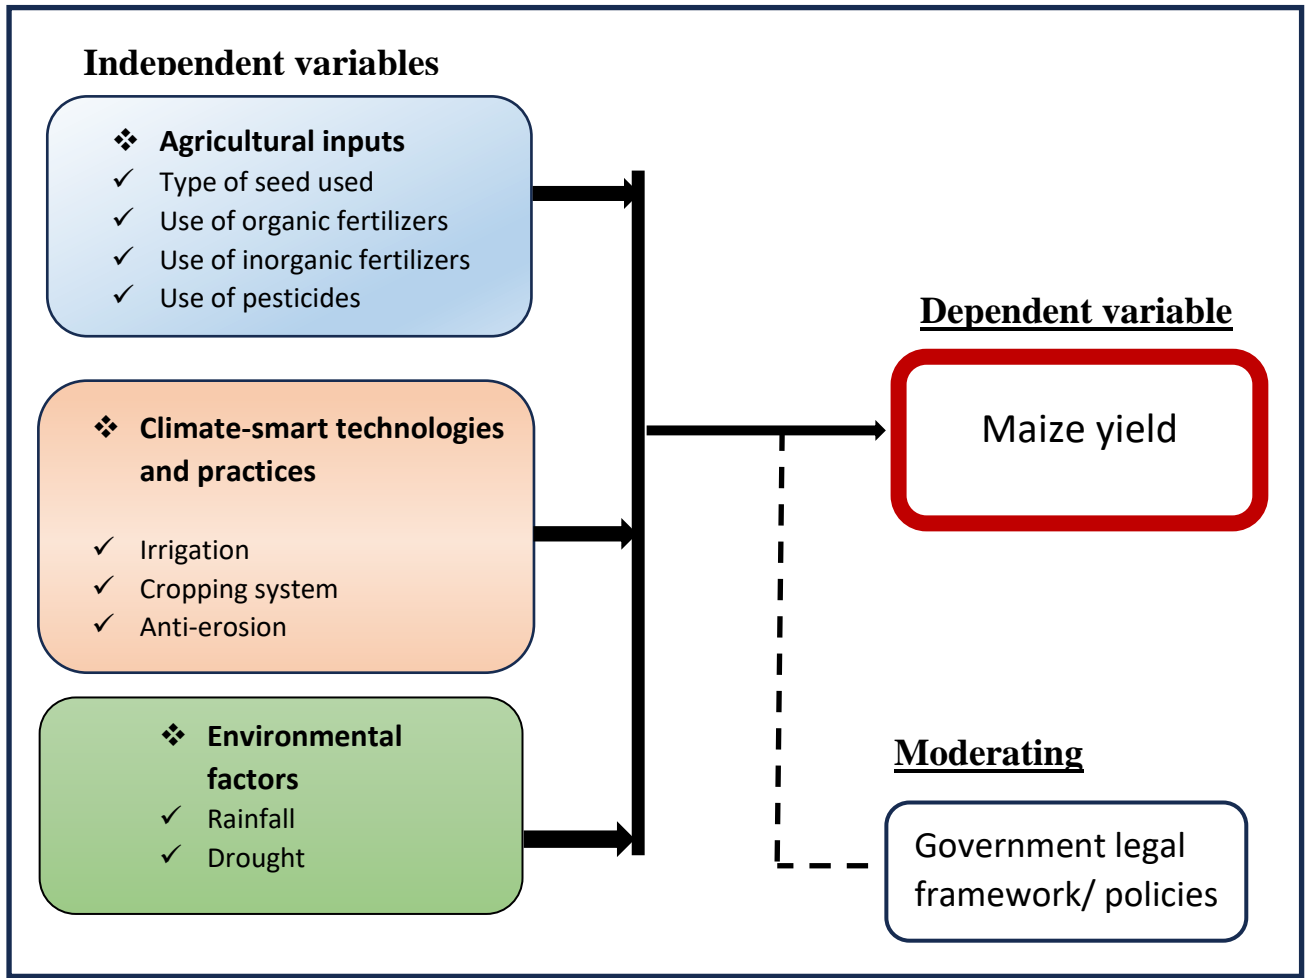 Independent variables
❖ Agricultural inputs
✓ Type of seed used
✓ Use of organic fertilizers
✓ Use of inorganic fertilizers
✓ Use of pesticides
❖ Climate-smart technologies
and practices
✓ Irrigation
✓ Cropping system
✓ Anti-erosion
❖ Environmental
factors
✓ Rainfall
✓ Drought
Dependent variable
Maize yield
Moderating
Government legal
framework/ policies